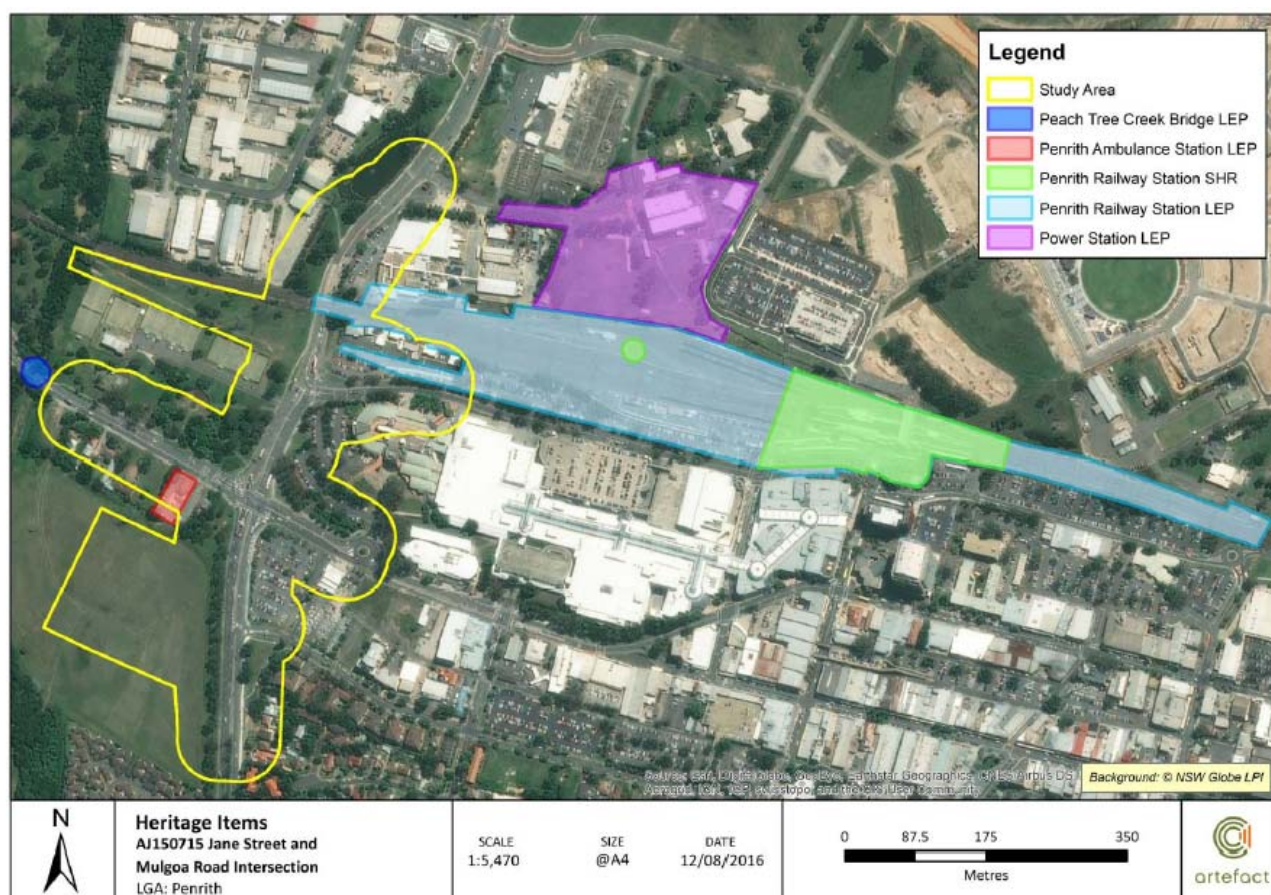 Legend
Study Area
Peach Tree Creek Bridge LEP
Penrith Ambulance Station LEP
Penrith Railway Station SHR
Penrith Railway Station LEP
Power Station LEP
Background: © NSW Globe LPI
N
Heritage Items
AJ150715 Jane Street and
Mulgoa Road Intersection
LGA: Penrith
SCALE
1:5,470
SIZE
@A4
DATE
12/08/2016
0 87.5 175 350
Metres
artefact